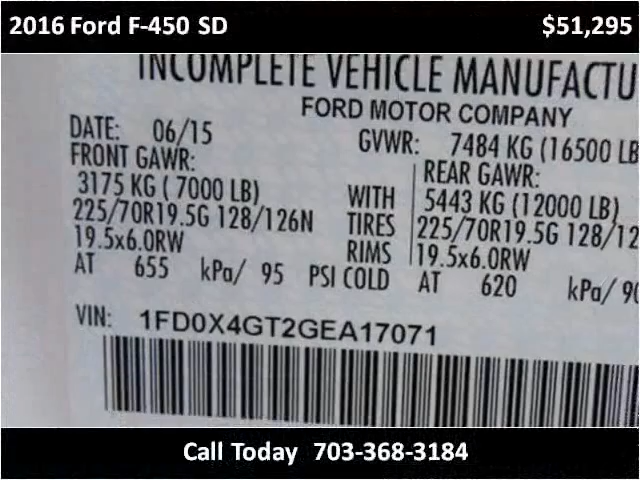 2016 Ford F-450 SD $51,295
INCOMPLETE VEHICLE MANUFACTU
FORD MOTOR COMPANY
DATE: 06/15 GVWR: 7484 KG (16500 LB
FRONT GAWR: REAR GAWR:
3175 KG ( 7000 LB) WITH 5443 KG (12000 LB)
225/70R19.5G 128/126N TIRES 225/70R19.5G 128/12
19.5x6.0RW RIMS 19.5x6.0RW
AT 655 kPa/ 95 PSI COLD AT 620 kPa/ 90
VIN: 1FD0X4GT2GEA17071
Call Today 703-368-3184